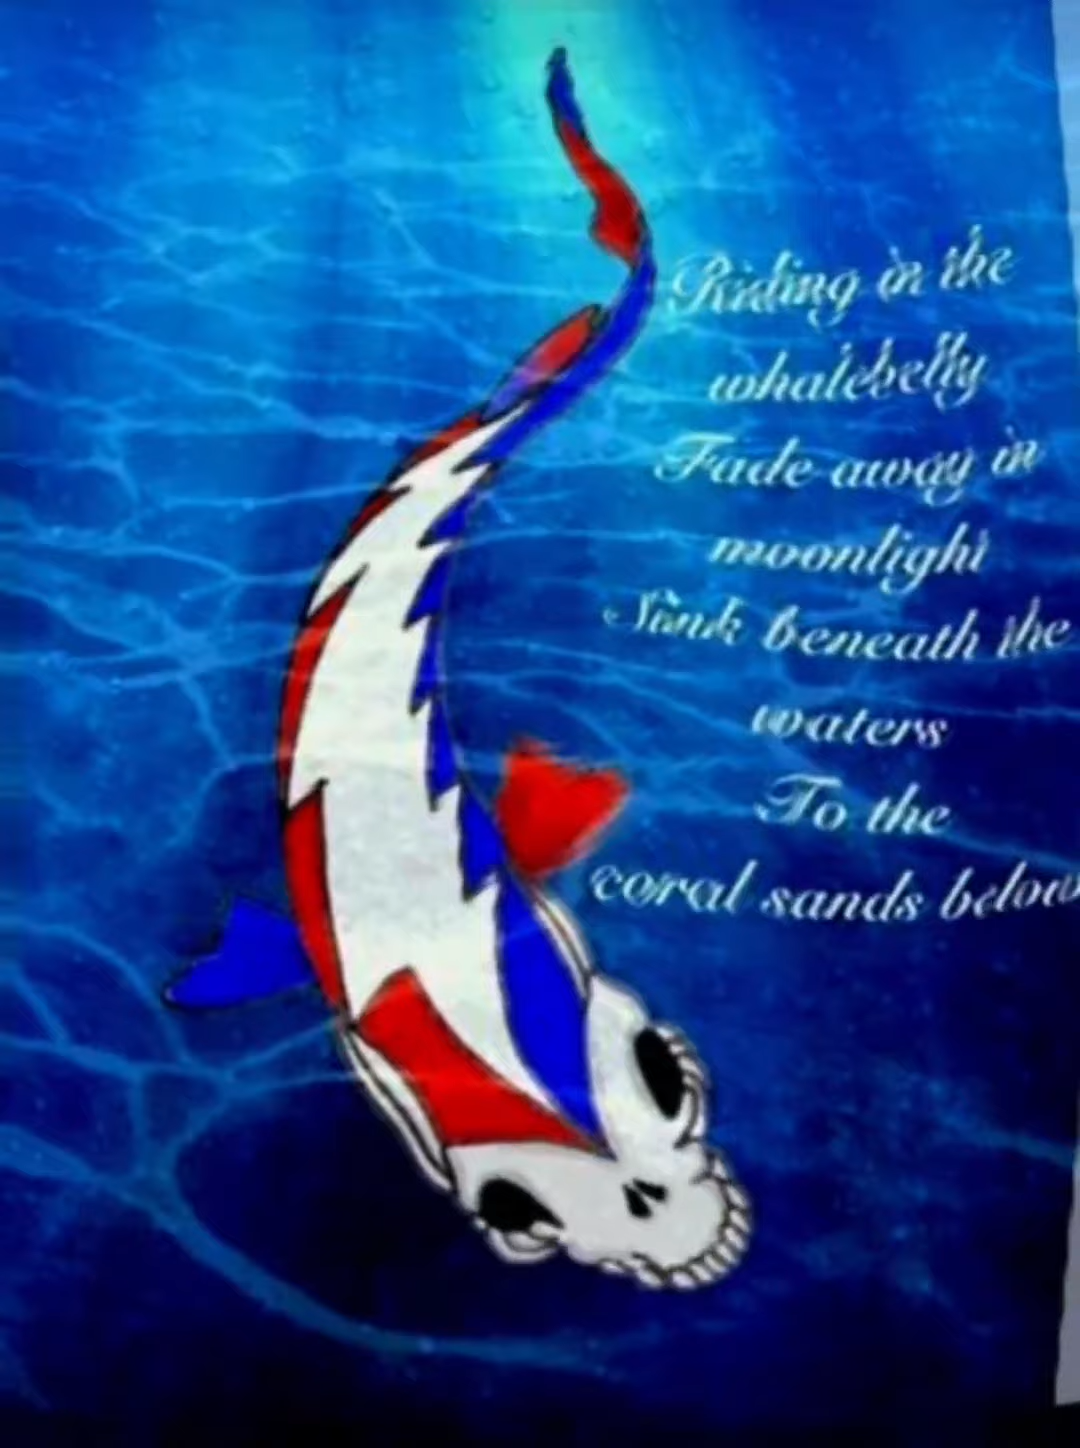 Riding in the
whalebelly
Fade away in
moonlight
Sink beneath the
waters
To the
coral sands below